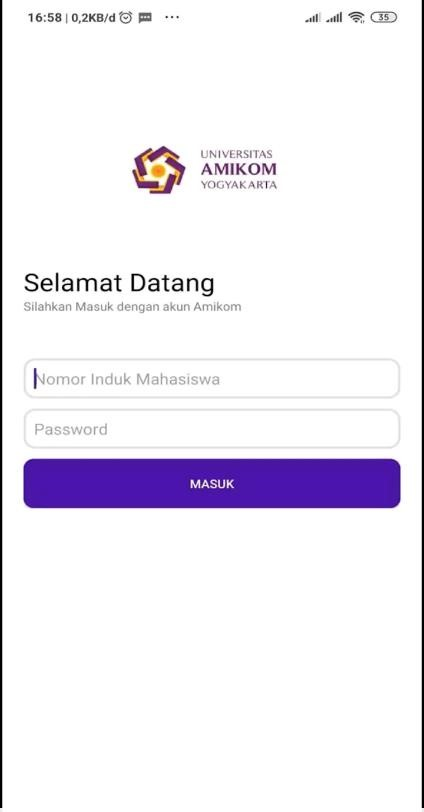 16:58 | 0,2KB/d ...
35
UNIVERSITAS
AMIKOM
YOGYAKARTA
Selamat Datang
Silahkan Masuk dengan akun Amikom
Nomor Induk Mahasiswa
Password
MASUK